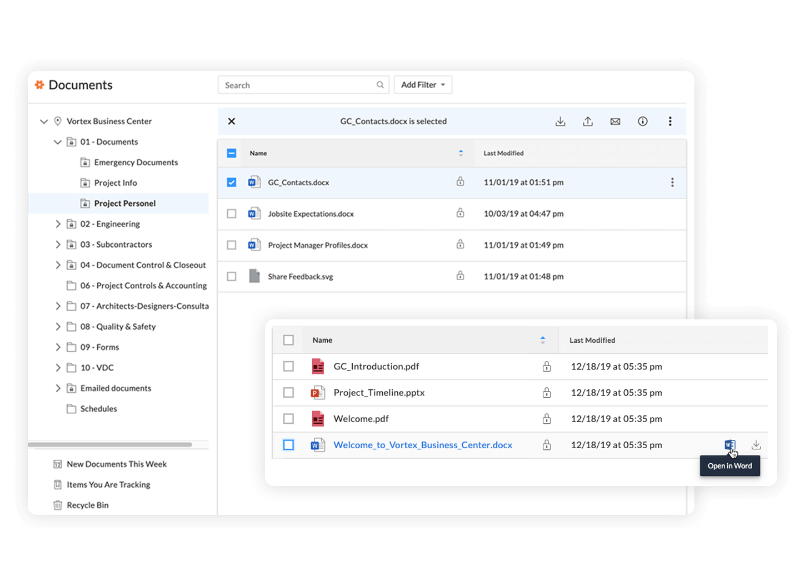 Documents
Search
Add Filter
Vortex Business Center
01 - Documents
Emergency Documents
Project Info
Project Personel
02 - Engineering
03 - Subcontractors
04 - Document Control & Closeout
06 - Project Controls & Accounting
07 - Architects-Designers-Consulta
08 - Quality & Safety
09 - Forms
10 - VDC
Emailed documents
Schedules
New Documents This Week
Items You Are Tracking
Recycle Bin
GC_Contacts.docx is selected
Name Last Modified
GC_Contacts.docx 11/01/19 at 01:51 pm
Jobsite Expectations.docx 10/03/19 at 04:47 pm
Project Manager Profiles.docx 11/01/19 at 01:49 pm
Share Feedback.svg 11/01/19 at 01:48 pm
Name Last Modified
GC_Introduction.pdf 12/18/19 at 05:35 pm
Project_Timeline.pptx 12/18/19 at 05:35 pm
Welcome.pdf 12/18/19 at 05:35 pm
Welcome_to_Vortex_Business_Center.docx 12/18/19 at 05:35 pm
Open in Word